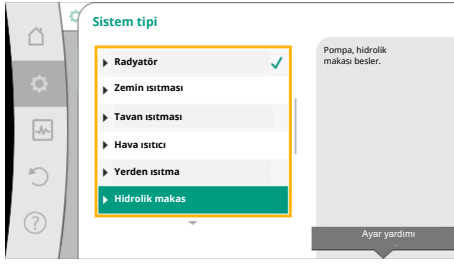 Sistem tipi
Radyatör
Zemin ısıtması
Tavan ısıtması
Hava ısıtıcı
Yerden ısıtma
Hidrolik makas
Pompa, hidrolik
makası besler.
Ayar yardımı